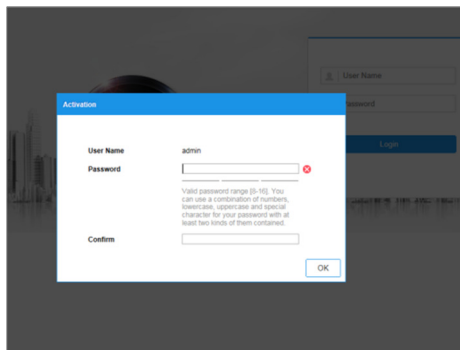 User Name
Password
Login
Activation
User Name admin
Password
Valid password range [8-16]. You
can use a combination of numbers,
lowercase, uppercase and special
character for your password with at
least two kinds of them contained.
Confirm
OK